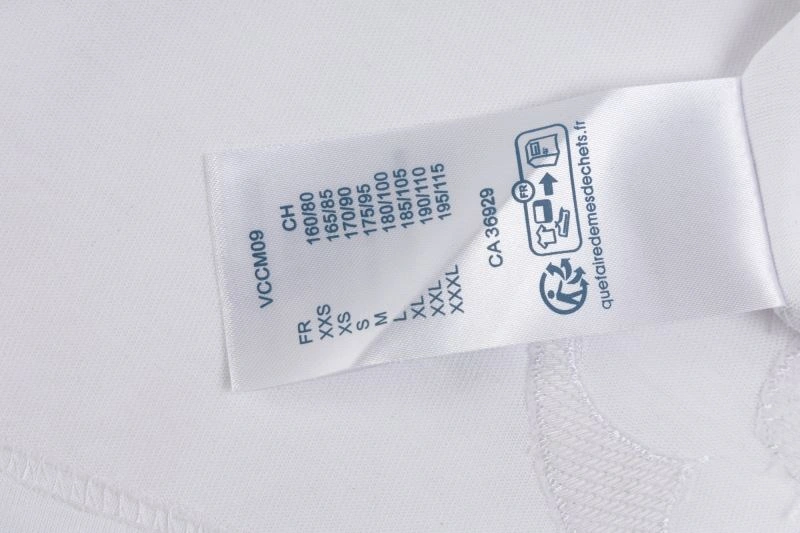 VCCM09
FR CH
XXS 160/80
XS 165/85
S 170/90
M 175/95
L 180/100
XL 185/105
XXL 190/110
XXXL 195/115
CA 36929
FR
quefairedemesdechets.fr